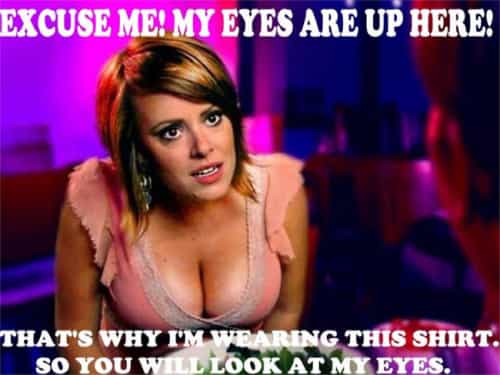 EXCUSE ME! MY EYES ARE UP HERE!
THAT'S WHY I'M WEARING THIS SHIRT.
SO YOU WILL LOOK AT MY EYES.